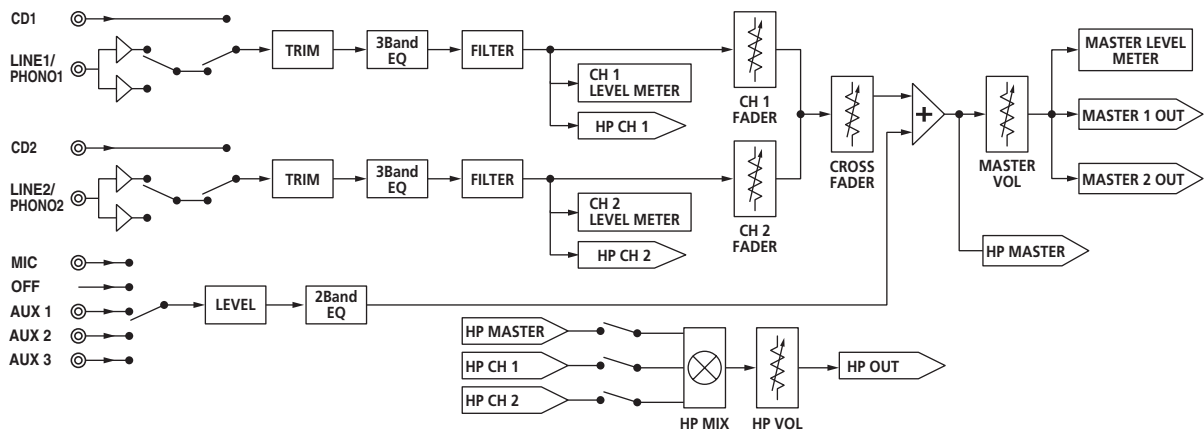 CD1
LINE1/
PHONO1
TRIM
3Band
EQ
FILTER
CH 1
LEVEL METER
HP CH 1
CH 1
FADER
CD2
LINE2/
PHONO2
TRIM
3Band
EQ
FILTER
CH 2
LEVEL METER
HP CH 2
CH 2
FADER
CROSS
FADER
+
MASTER
VOL
MASTER LEVEL
METER
MASTER 1 OUT
MASTER 2 OUT
HP MASTER
MIC
OFF
AUX 1
AUX 2
AUX 3
LEVEL
2Band
EQ
HP MASTER
HP CH 1
HP CH 2
HP MIX
HP VOL
HP OUT